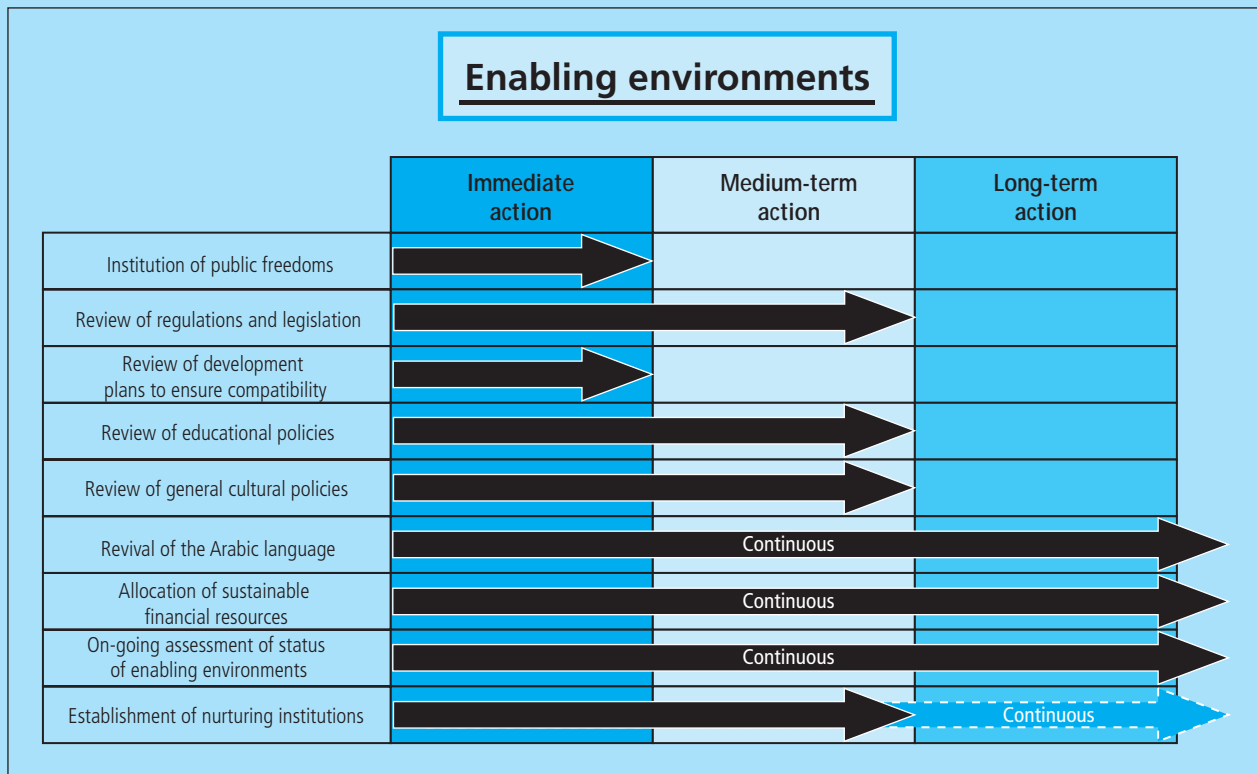 Enabling environments
Immediate
action
Medium-term
action
Long-term
action
Institution of public freedoms
Review of regulations and legislation
Review of development
plans to ensure compatibility
Review of educational policies
Review of general cultural policies
Revival of the Arabic language
Continuous
Allocation of sustainable
financial resources
Continuous
On-going assessment of status
of enabling environments
Continuous
Establishment of nurturing institutions
Continuous